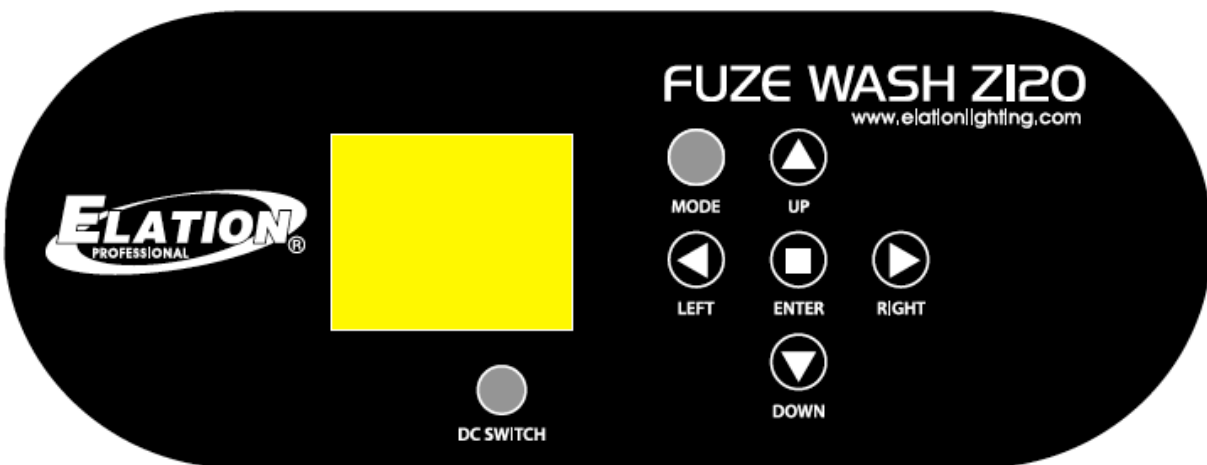 FUZE WASH Z120
www.elationlighting.com
ELATION®
PROFESSIONAL
MODE
UP
LEFT
ENTER
RIGHT
DOWN
DC SWITCH